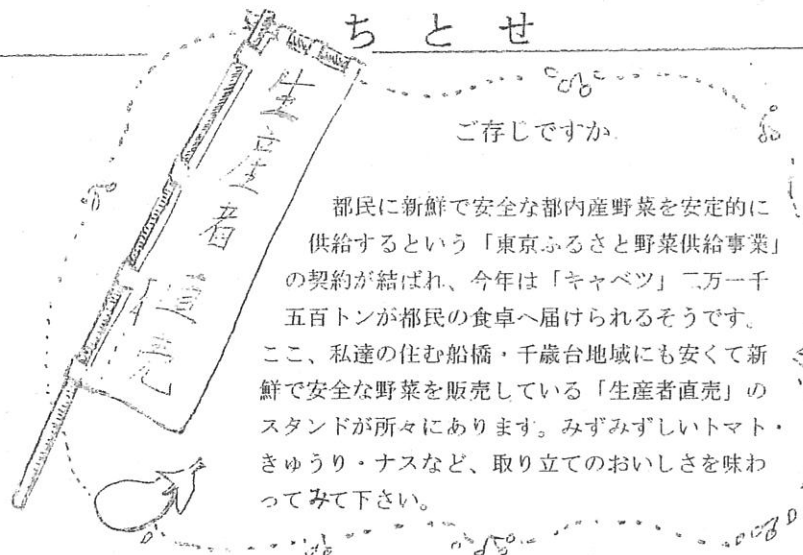 ちとせ
生産者直売
ご存じですか
都民に新鮮で安全な都内産野菜を安定的に
供給するという「東京ふるさと野菜供給事業」
の契約が結ばれ、今年は「キャベツ」二万一千
五百トンが都民の食卓へ届けられるそうです。
ここ、私達の住む船橋・千歳台地域にも安くて新
鮮で安全な野菜を販売している「生産者直売」の
スタンドが所々にあります。みずみずしいトマト・
きゅうり・ナスなど、取り立てのおいしさを味わ
ってみて下さい。